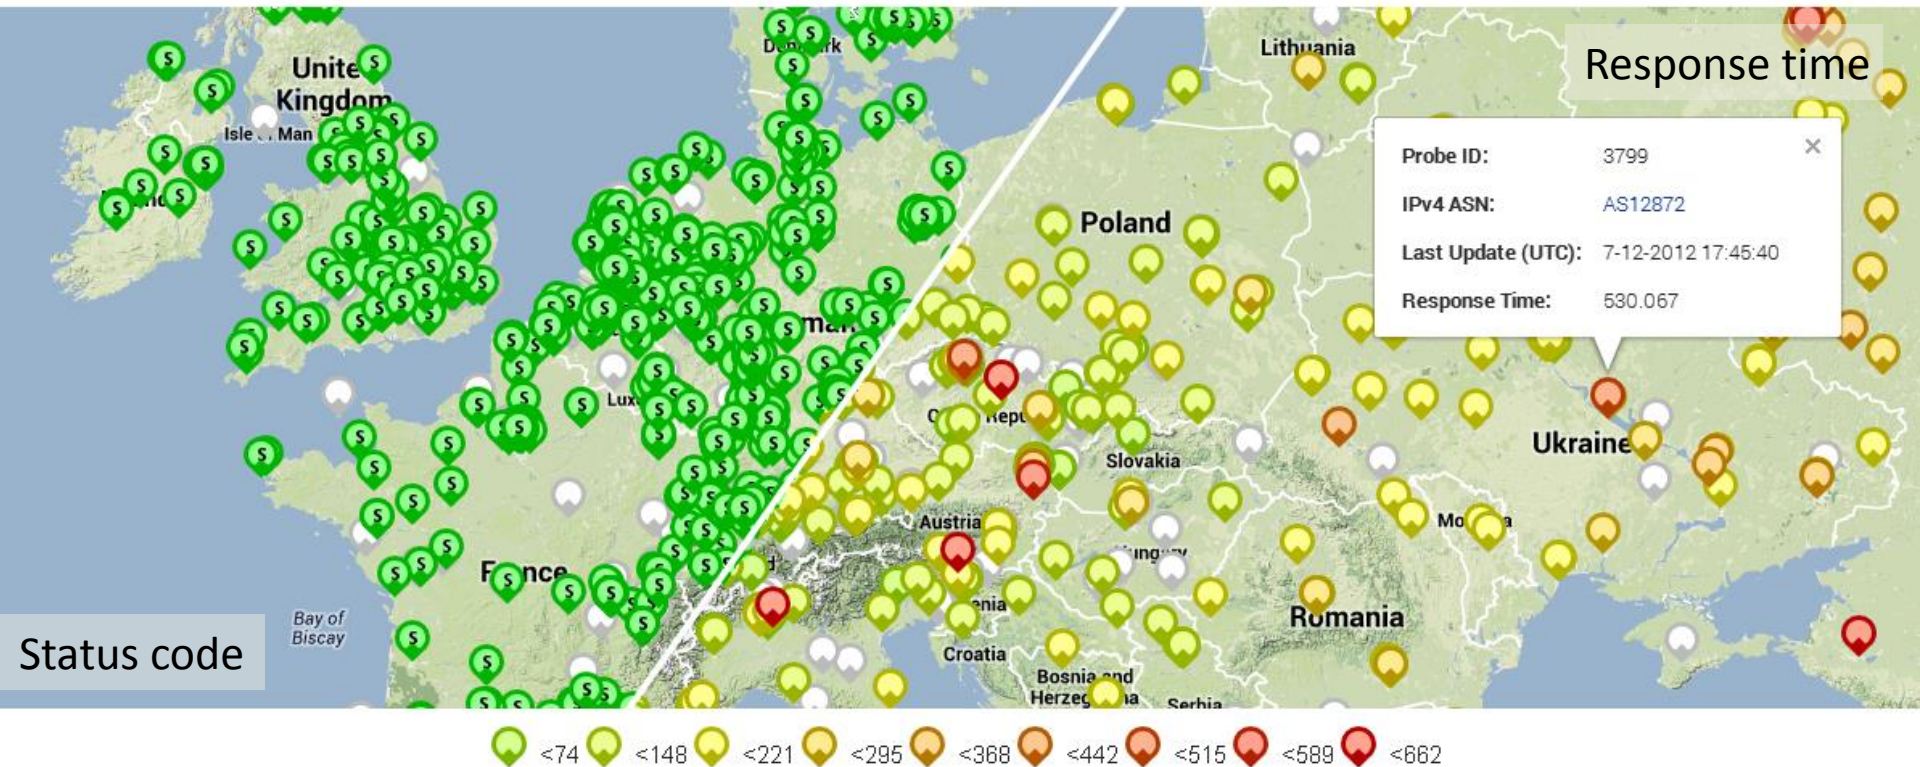 Unite
Kingdom
Isle
Man
Lithuania
Response time
Probe ID: 3799
IPv4 ASN: AS12872
Last Update (UTC): 7-12-2012 17:45:40
Response Time: 530.067
Poland
Ukraine
Slovakia
Austria
Romania
Croatia
Bosnia and
Serbia
Bay of
Biscay
Status code
<74 <148 <221 <295 <368 <442 <515 <589 <662